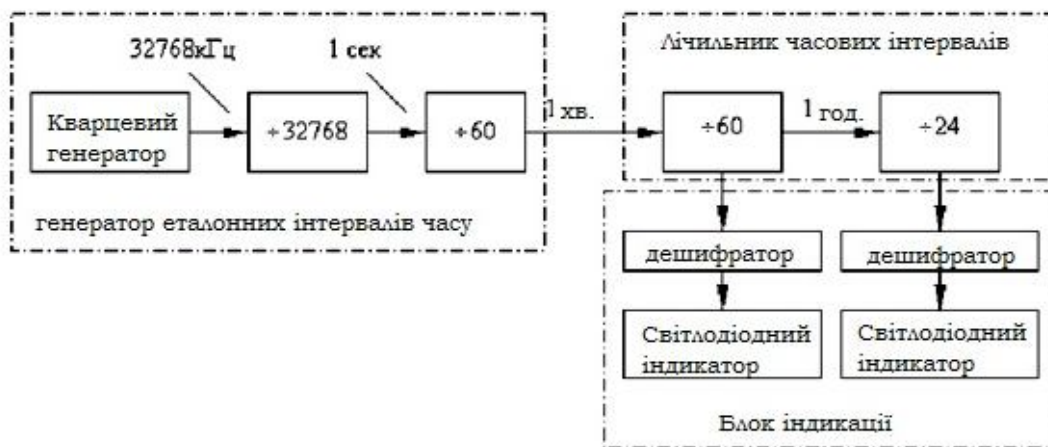 32768кГц
1 сек
Кварцевий
генератор
÷32768
÷60
1 хв.
генератор еталонних інтервалів часу
Лічильник часових інтервалів
÷60
1 год.
÷24
дешифратор
дешифратор
Світлодіодний
індикатор
Світлодіодний
індикатор
Блок індикації